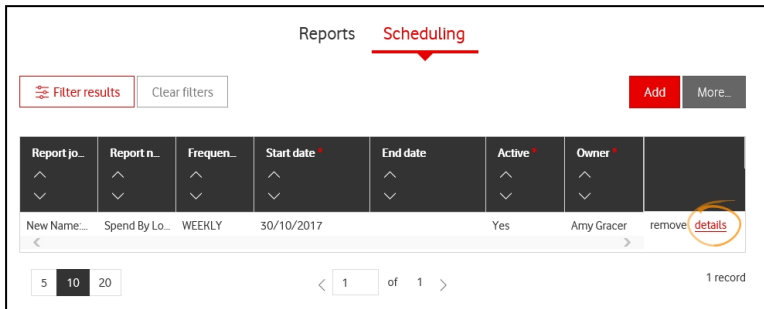 Reports Scheduling
Filter results Clear filters Add More...
Report jo... Report n... Frequen... Start date * End date Active * Owner *
New Name:... Spend By Lo... WEEKLY 30/10/2017 Yes Amy Gracer remove details
5 10 20 1 of 1 1 record